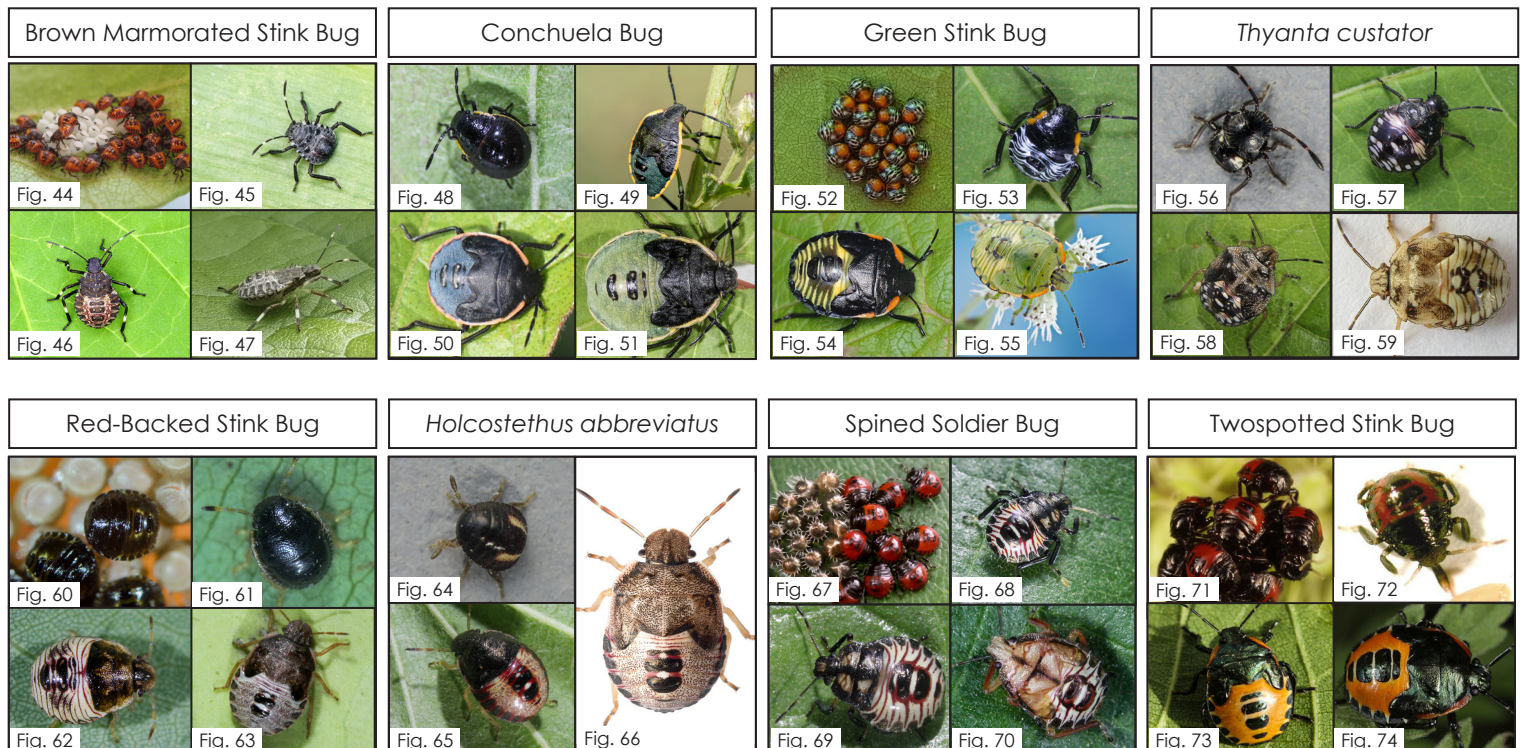 Brown Marmorated Stink Bug
Conchuela Bug
Green Stink Bug
Thyanta custator
Fig. 44
Fig. 45
Fig. 48
Fig. 49
Fig. 52
Fig. 53
Fig. 56
Fig. 57
Fig. 46
Fig. 47
Fig. 50
Fig. 51
Fig. 54
Fig. 55
Fig. 58
Fig. 59
Red-Backed Stink Bug
Holcostethus abbreviatus
Spined Soldier Bug
Twospotted Stink Bug
Fig. 60
Fig. 61
Fig. 64
Fig. 67
Fig. 68
Fig. 71
Fig. 72
Fig. 62
Fig. 63
Fig. 65
Fig. 66
Fig. 69
Fig. 70
Fig. 73
Fig. 74